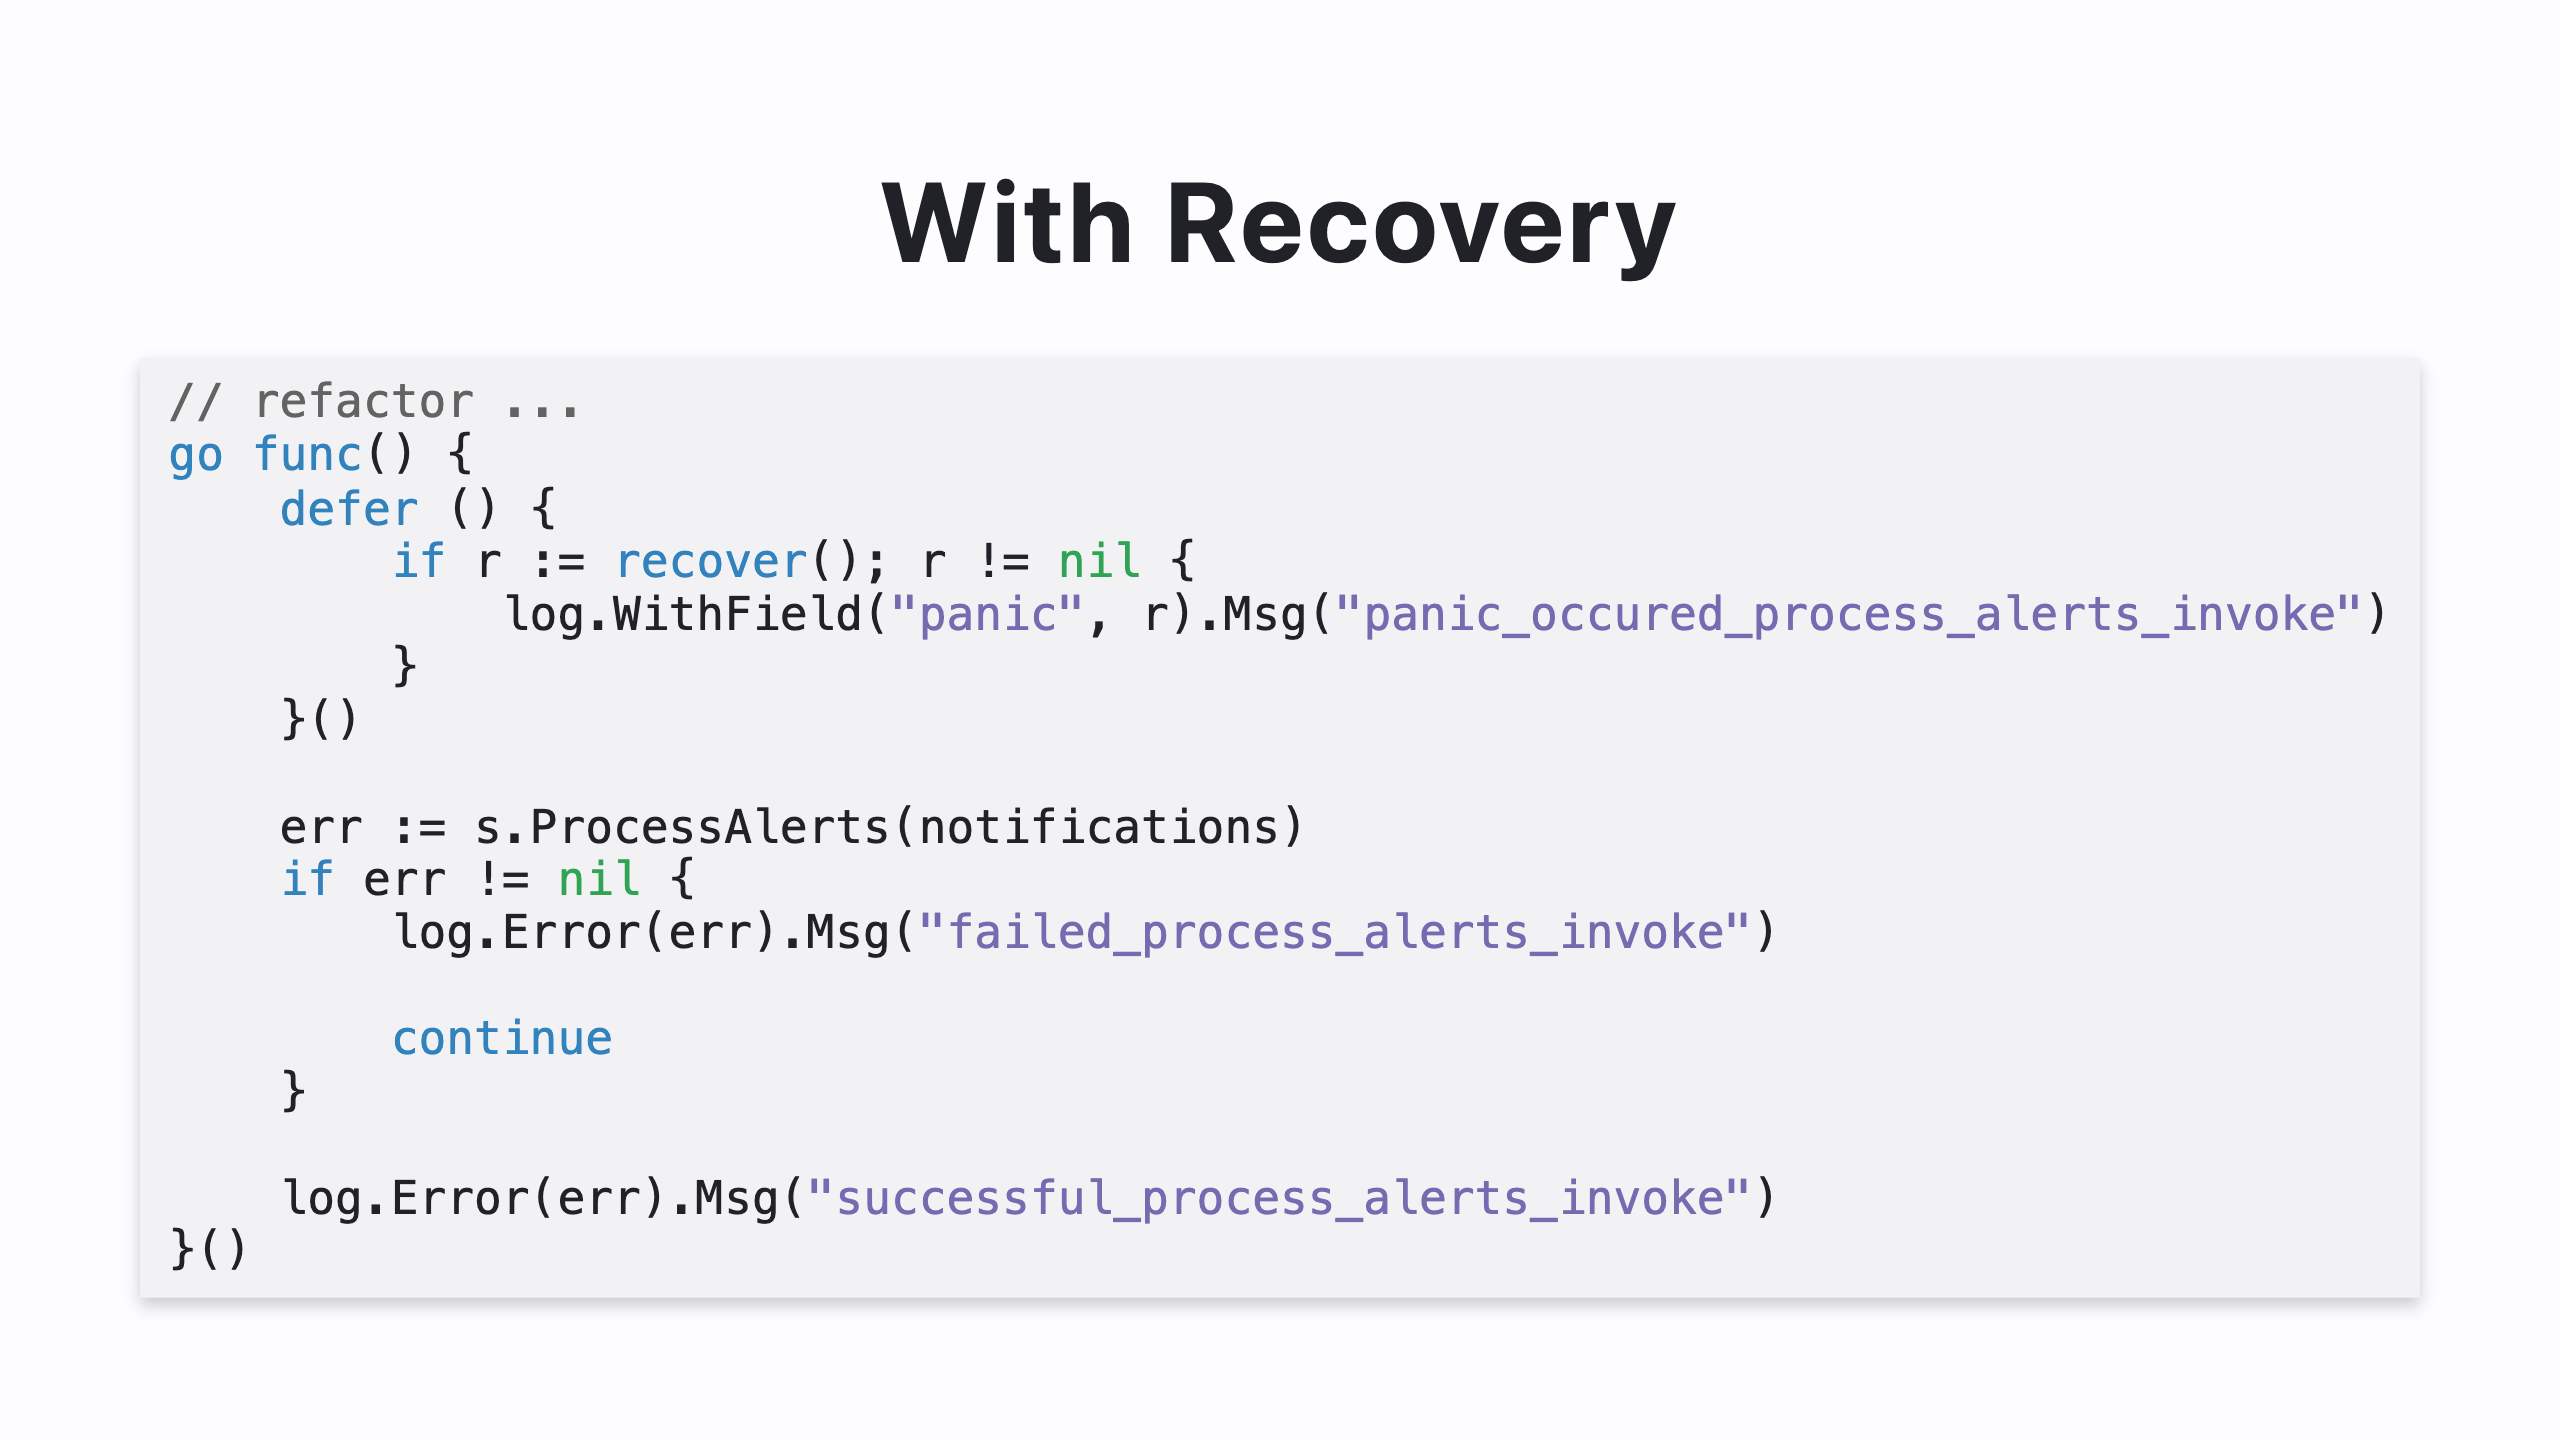 With Recovery
// refactor ...
go func() {
    defer () {
        if r := recover(); r != nil {
            log.WithField("panic", r).Msg("panic_occured_process_alerts_invoke")
        }
    }()

    err := s.ProcessAlerts(notifications)
    if err != nil {
        log.Error(err).Msg("failed_process_alerts_invoke")

        continue
    }

    log.Error(err).Msg("successful_process_alerts_invoke")
}()